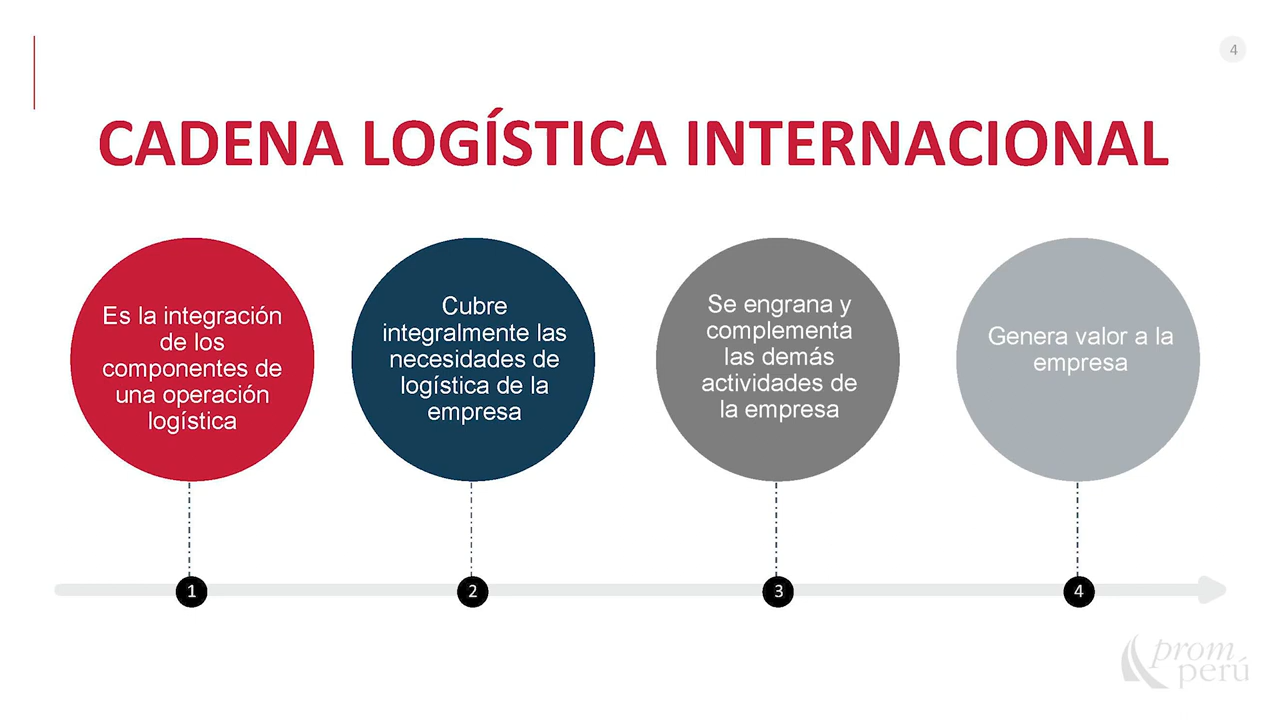 4
CADENA LOGÍSTICA INTERNACIONAL
Es la integración
de los
componentes de
una operación
logística
Cubre
integralmente las
necesidades de
logística de la
empresa
Se engrana y
complementa
las demás
actividades de
la empresa
Genera valor a la
empresa
1
2
3
4
prom
perú